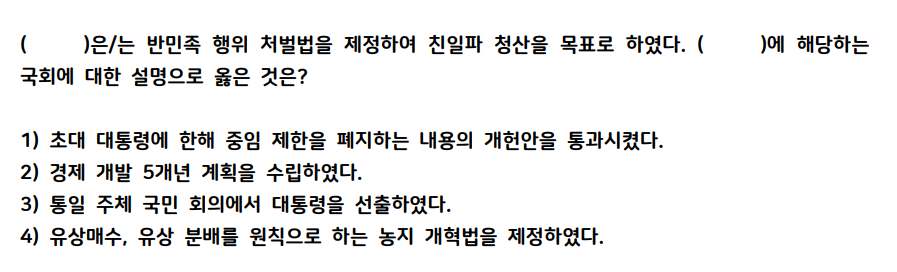 (      )은/는 반민족 행위 처벌법을 제정하여 친일파 청산을 목표로 하였다. (      )에 해당하는
국회에 대한 설명으로 옳은 것은?
1) 초대 대통령에 한해 중임 제한을 폐지하는 내용의 개헌안을 통과시켰다.
2) 경제 개발 5개년 계획을 수립하였다.
3) 통일 주체 국민 회의에서 대통령을 선출하였다.
4) 유상매수, 유상 분배를 원칙으로 하는 농지 개혁법을 제정하였다.